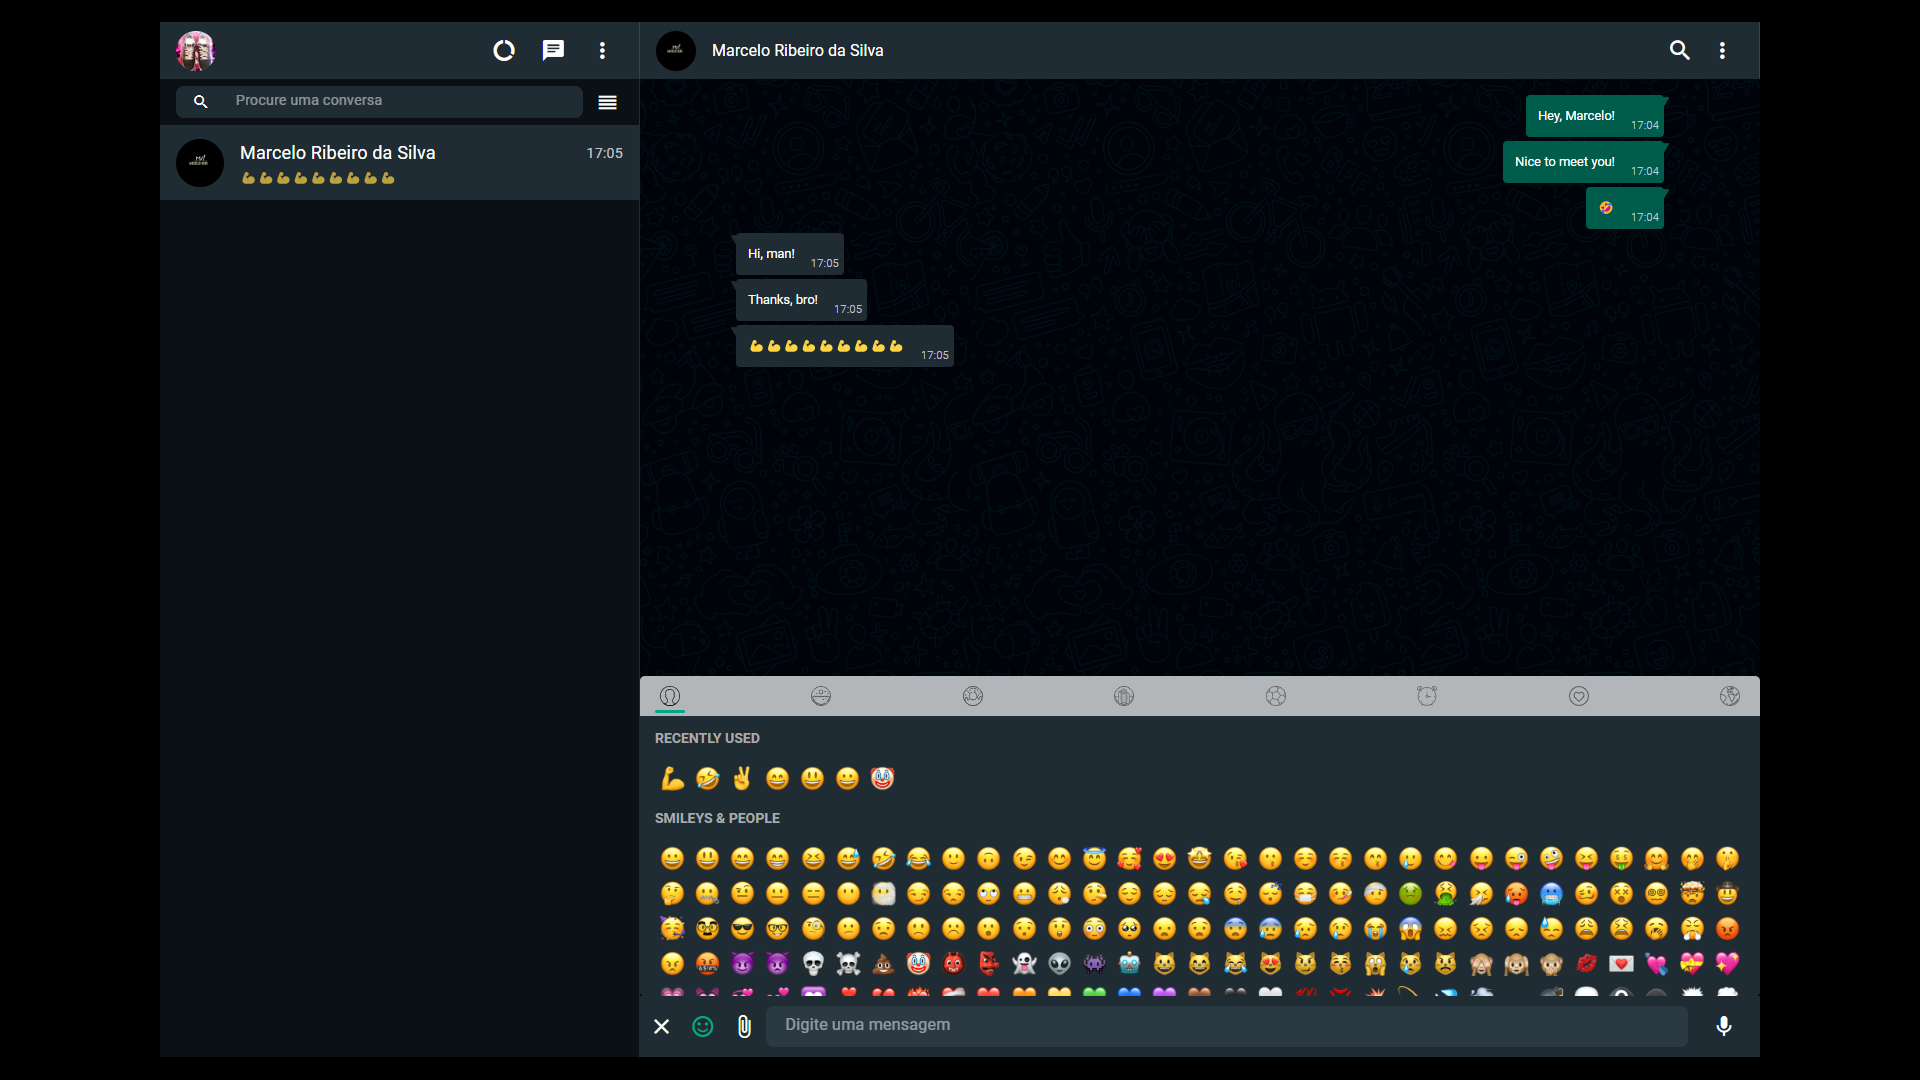 Marcelo Ribeiro da Silva
Procure uma conversa
Marcelo Ribeiro da Silva 17:05
💪💪💪💪💪💪💪💪💪
Hey, Marcelo! 17:04
Nice to meet you! 17:04
🤣 17:04
Hi, man! 17:05
Thanks, bro! 17:05
💪💪💪💪💪💪💪💪💪 17:05
RECENTLY USED
SMILEYS & PEOPLE
Digite uma mensagem